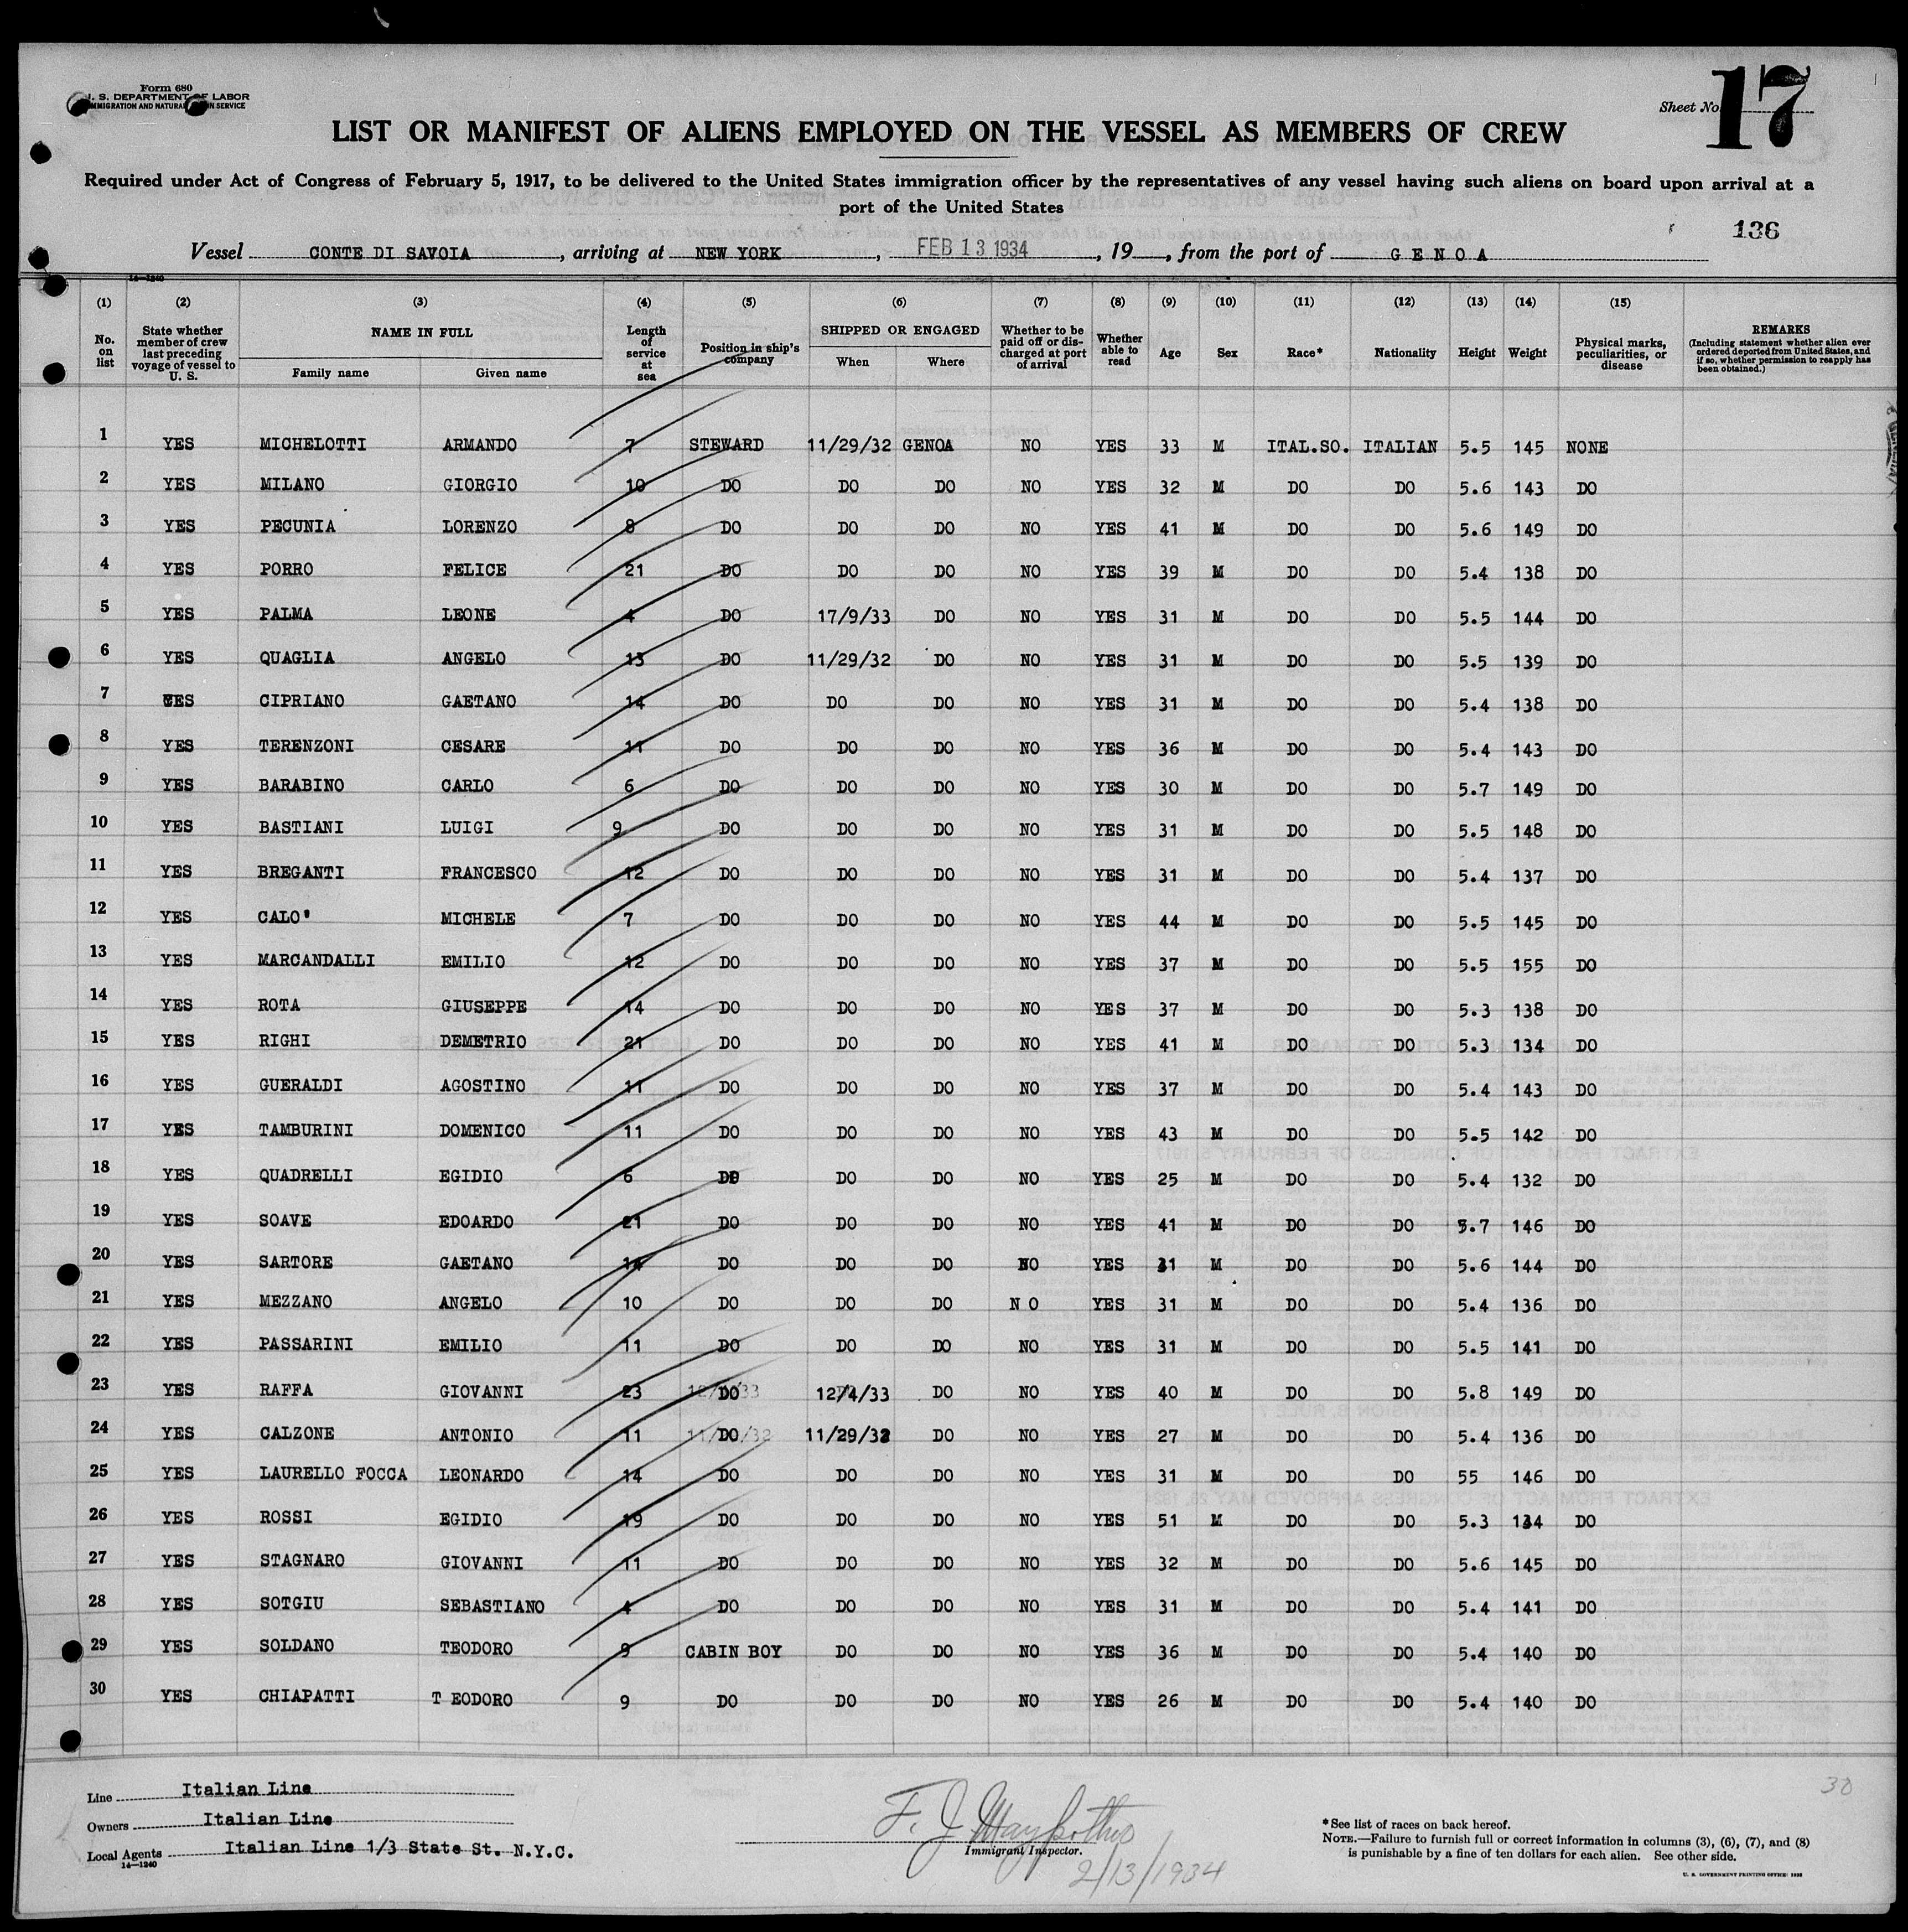 Form 680
U. S. DEPARTMENT OF LABOR
IMMIGRATION AND NATURALIZATION SERVICE
Sheet No. 17
LIST OR MANIFEST OF ALIENS EMPLOYED ON THE VESSEL AS MEMBERS OF CREW
Required under Act of Congress of February 5, 1917, to be delivered to the United States immigration officer by the representatives of any vessel having such aliens on board upon arrival at a
port of the United States
136
Vessel CONTE DI SAVOIA, arriving at NEW YORK, FEB 13 1934, 19 , from the port of GENOA
14—1240
(1) (2) (3) (4) (5) (6) (7) (8) (9) (10) (11) (12) (13) (14) (15)
No. on list
State whether member of crew last preceding voyage of vessel to U. S.
NAME IN FULL
Family name Given name
Length of service at sea
Position in ship's company
SHIPPED OR ENGAGED
When Where
Whether to be paid off or discharged at port of arrival
Whether able to read
Age
Sex
Race*
Nationality
Height
Weight
Physical marks, peculiarities, or disease
REMARKS
(Including statement whether alien ever ordered deported from United States, and if so, whether permission to reapply has been obtained.)
1 YES MICHELOTTI ARMANDO 7 STEWARD 11/29/32 GENOA NO YES 33 M ITAL.SO. ITALIAN 5.5 145 NONE
2 YES MILANO GIORGIO 10 DO DO DO NO YES 32 M DO DO 5.6 143 DO
3 YES PECUNIA LORENZO 8 DO DO DO NO YES 41 M DO DO 5.6 149 DO
4 YES PORRO FELICE 21 DO DO DO NO YES 39 M DO DO 5.4 138 DO
5 YES PALMA LEONE 4 DO 17/9/33 DO NO YES 31 M DO DO 5.5 144 DO
6 YES QUAGLIA ANGELO 13 DO 11/29/32 DO NO YES 31 M DO DO 5.5 139 DO
7 YES CIPRIANO GAETANO 14 DO DO DO NO YES 31 M DO DO 5.4 138 DO
8 YES TERENZONI CESARE 11 DO DO DO NO YES 36 M DO DO 5.4 143 DO
9 YES BARABINO CARLO 6 DO DO DO NO YES 30 M DO DO 5.7 149 DO
10 YES BASTIANI LUIGI 9 DO DO DO NO YES 31 M DO DO 5.5 148 DO
11 YES BREGANTI FRANCESCO 12 DO DO DO NO YES 31 M DO DO 5.4 137 DO
12 YES CALO' MICHELE 7 DO DO DO NO YES 44 M DO DO 5.5 145 DO
13 YES MARCANDALLI EMILIO 12 DO DO DO NO YES 37 M DO DO 5.5 155 DO
14 YES ROTA GIUSEPPE 14 DO DO DO NO YES 37 M DO DO 5.3 138 DO
15 YES RIGHI DEMETRIO 21 DO DO DO NO YES 41 M DO DO 5.3 134 DO
16 YES GUERALDI AGOSTINO 11 DO DO DO NO YES 37 M DO DO 5.4 143 DO
17 YES TAMBURINI DOMENICO 11 DO DO DO NO YES 43 M DO DO 5.5 142 DO
18 YES QUADRELLI EGIDIO 6 DO DO DO NO YES 25 M DO DO 5.4 132 DO
19 YES SOAVE EDOARDO 21 DO DO DO NO YES 41 M DO DO 5.7 146 DO
20 YES SARTORE GAETANO 14 DO DO DO NO YES 31 M DO DO 5.6 144 DO
21 YES MEZZANO ANGELO 10 DO DO DO N O YES 31 M DO DO 5.4 136 DO
22 YES PASSARINI EMILIO 11 DO DO DO NO YES 31 M DO DO 5.5 141 DO
23 YES RAFFA GIOVANNI 23 DO 12/4/33 DO NO YES 40 M DO DO 5.8 149 DO
24 YES CALZONE ANTONIO 11 DO 11/29/32 DO NO YES 27 M DO DO 5.4 136 DO
25 YES LAURELLO FOCCA LEONARDO 14 DO DO DO NO YES 31 M DO DO 55 146 DO
26 YES ROSSI EGIDIO 19 DO DO DO NO YES 51 M DO DO 5.3 134 DO
27 YES STAGNARO GIOVANNI 11 DO DO DO NO YES 32 M DO DO 5.6 145 DO
28 YES SOTGIU SEBASTIANO 4 DO DO DO NO YES 31 M DO DO 5.4 141 DO
29 YES SOLDANO TEODORO 9 CABIN BOY DO DO NO YES 36 M DO DO 5.4 140 DO
30 YES CHIAPATTI T EODORO 9 DO DO DO NO YES 26 M DO DO 5.4 140 DO
30
Line Italian Line
Owners Italian Line
Local Agents Italian Line 1/3 State St. N.Y.C.
14—1240
F. J.
Immigrant Inspector.
2/13/1934
*See list of races on back hereof.
NOTE.—Failure to furnish full or correct information in columns (3), (6), (7), and (8)
is punishable by a fine of ten dollars for each alien. See other side.
U. S. GOVERNMENT PRINTING OFFICE: